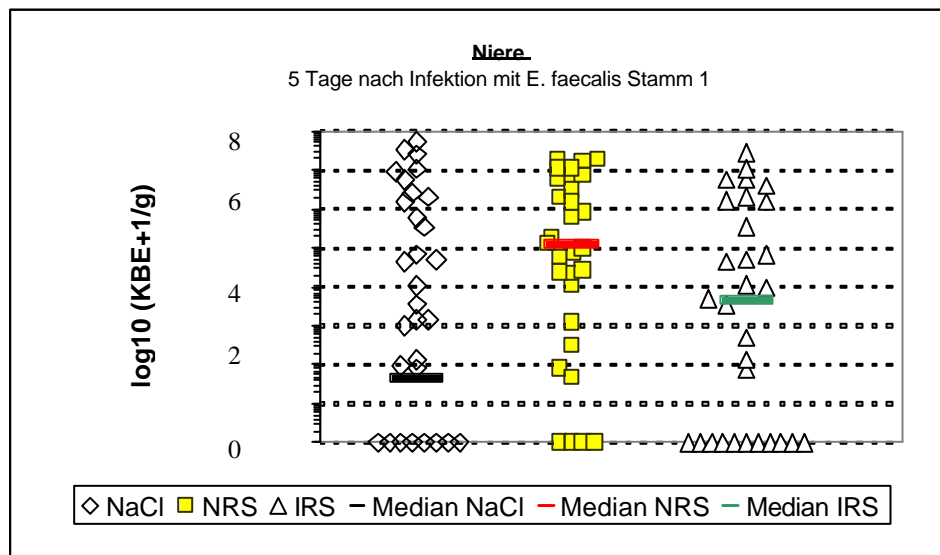 Niere
5 Tage nach Infektion mit E. faecalis Stamm 1
log10 (KBE+1/g)
8
6
4
2
0
NaCl NRS IRS Median NaCl Median NRS Median IRS